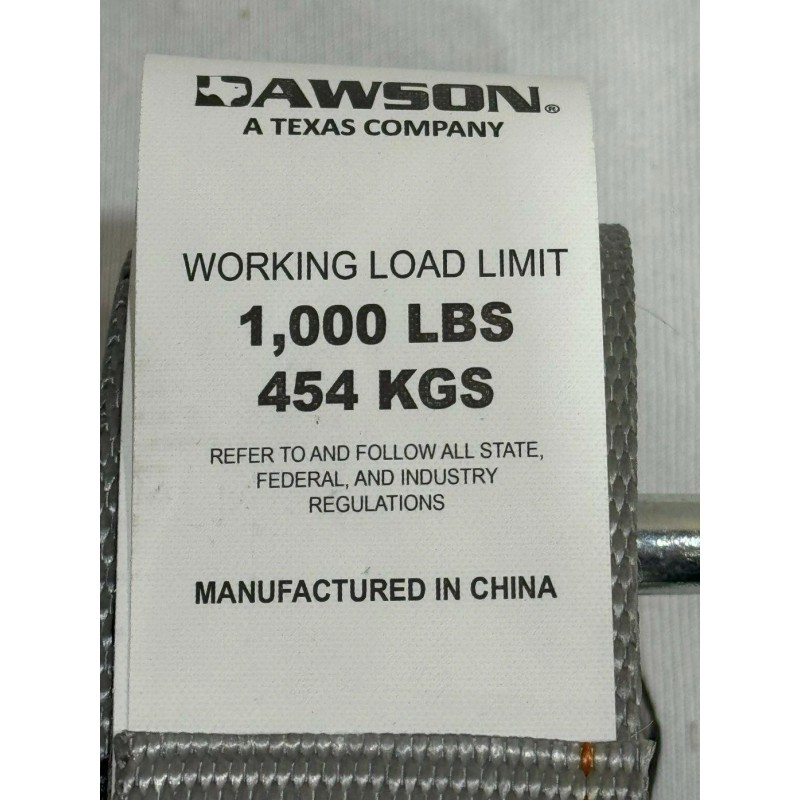 DAWSON®
A TEXAS COMPANY
WORKING LOAD LIMIT
1,000 LBS
454 KGS
REFER TO AND FOLLOW ALL STATE,
FEDERAL, AND INDUSTRY
REGULATIONS
MANUFACTURED IN CHINA